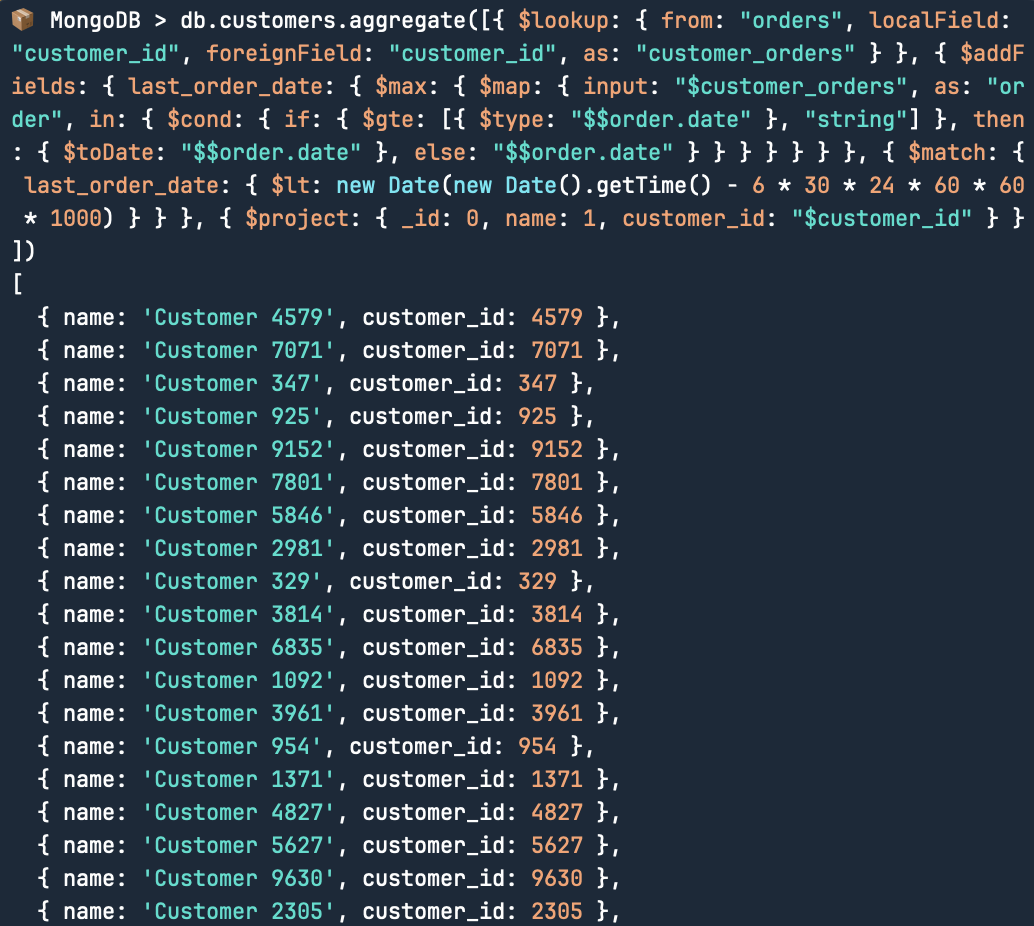 📦 MongoDB > db.customers.aggregate([{ $lookup: { from: "orders", localField:
"customer_id", foreignField: "customer_id", as: "customer_orders" } }, { $addF
ields: { last_order_date: { $max: { $map: { input: "$customer_orders", as: "or
der", in: { $cond: { if: { $gte: [{ $type: "$$order.date" }, "string"] }, then
: { $toDate: "$$order.date" }, else: "$$order.date" } } } } } } }, { $match: {
 last_order_date: { $lt: new Date(new Date().getTime() - 6 * 30 * 24 * 60 * 60
 * 1000) } } }, { $project: { _id: 0, name: 1, customer_id: "$customer_id" } }
])
[
  { name: 'Customer 4579', customer_id: 4579 },
  { name: 'Customer 7071', customer_id: 7071 },
  { name: 'Customer 347', customer_id: 347 },
  { name: 'Customer 925', customer_id: 925 },
  { name: 'Customer 9152', customer_id: 9152 },
  { name: 'Customer 7801', customer_id: 7801 },
  { name: 'Customer 5846', customer_id: 5846 },
  { name: 'Customer 2981', customer_id: 2981 },
  { name: 'Customer 329', customer_id: 329 },
  { name: 'Customer 3814', customer_id: 3814 },
  { name: 'Customer 6835', customer_id: 6835 },
  { name: 'Customer 1092', customer_id: 1092 },
  { name: 'Customer 3961', customer_id: 3961 },
  { name: 'Customer 954', customer_id: 954 },
  { name: 'Customer 1371', customer_id: 1371 },
  { name: 'Customer 4827', customer_id: 4827 },
  { name: 'Customer 5627', customer_id: 5627 },
  { name: 'Customer 9630', customer_id: 9630 },
  { name: 'Customer 2305', customer_id: 2305 },